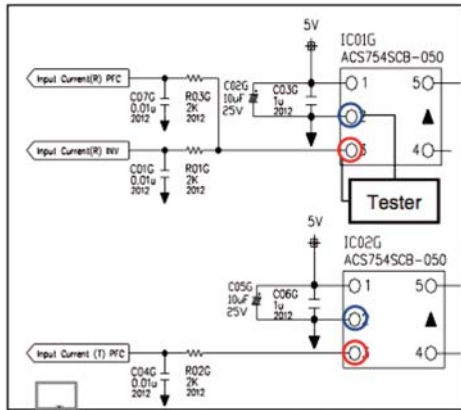 5V
IC01G
ACS754SCB-050
Input Current(R) PFC
C07G
0.01u
2012
R03G
2K
2012
C02G
10uF
25V
C03G
1u
2012
1
2
3
5
4
Input Current(R) INV
C01G
0.01u
2012
R01G
2K
2012
Tester
5V
IC02G
ACS754SCB-050
C05G
10uF
25V
C06G
1u
2012
1
2
3
5
4
Input Current (T) PFC
C04G
0.01u
2012
R02G
2K
2012